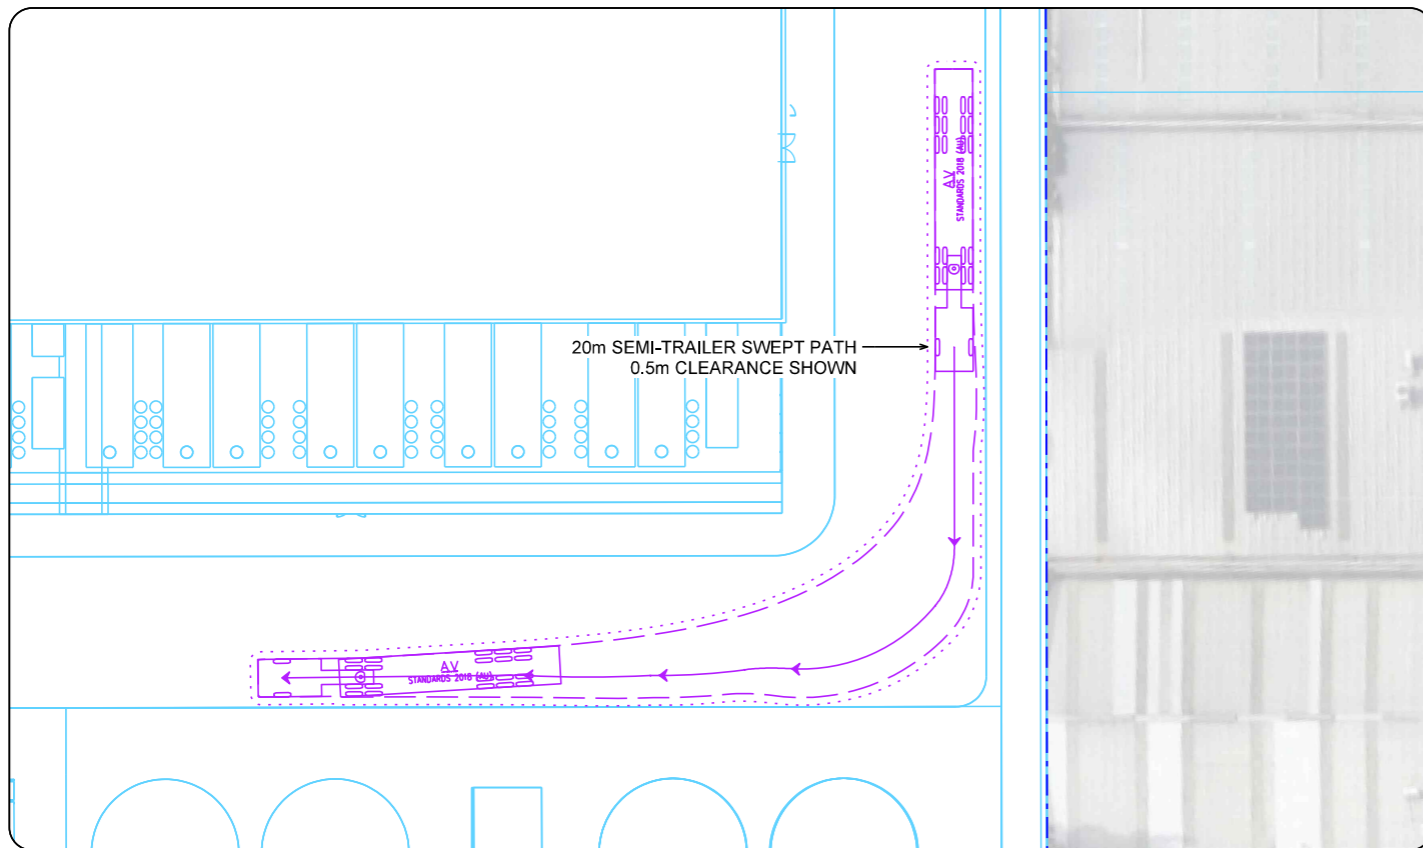 AV
STANDARDS 2018 (AU)
20m SEMI-TRAILER SWEPT PATH
0.5m CLEARANCE SHOWN
AV
STANDARDS 2018 (AU)